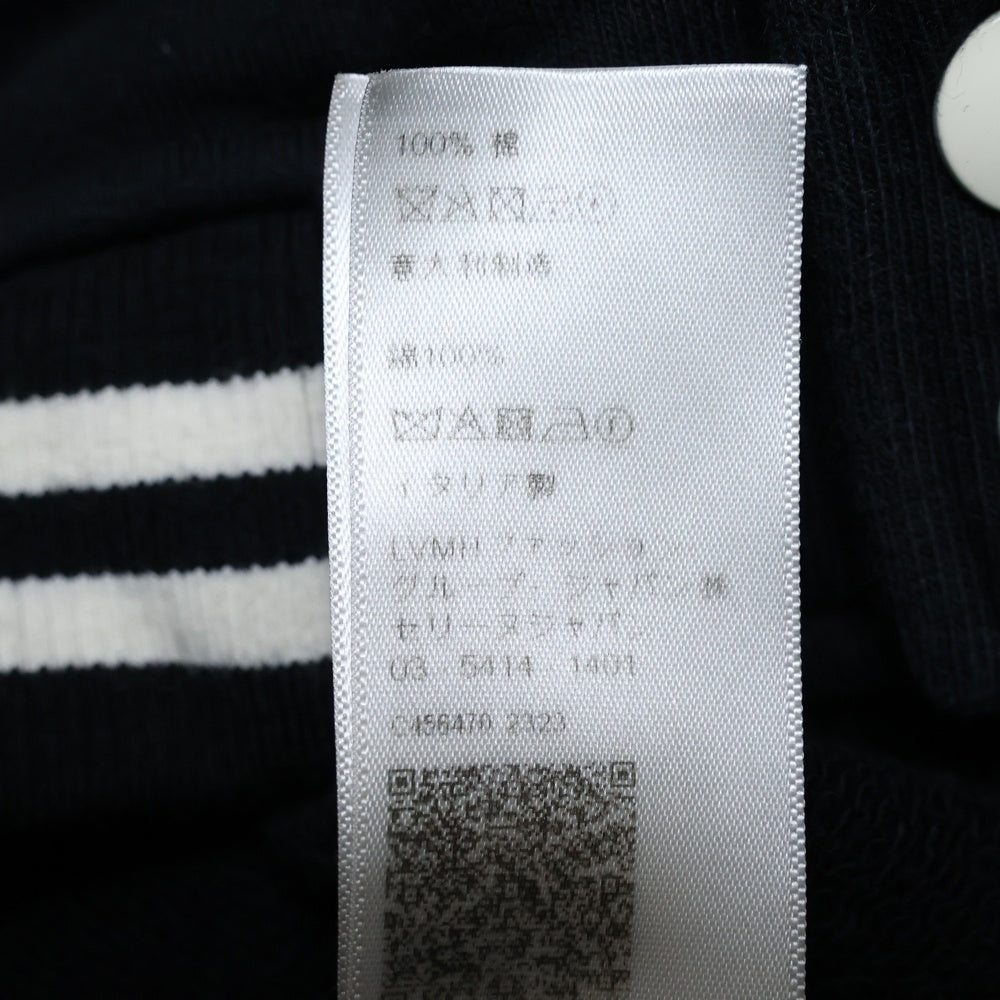 100% 棉
意大利制造
綿100%
イタリア製
LVMH ファッション
グループ・ジャパン 株
セリーヌジャパン
03 5414 1401
C456470 2323